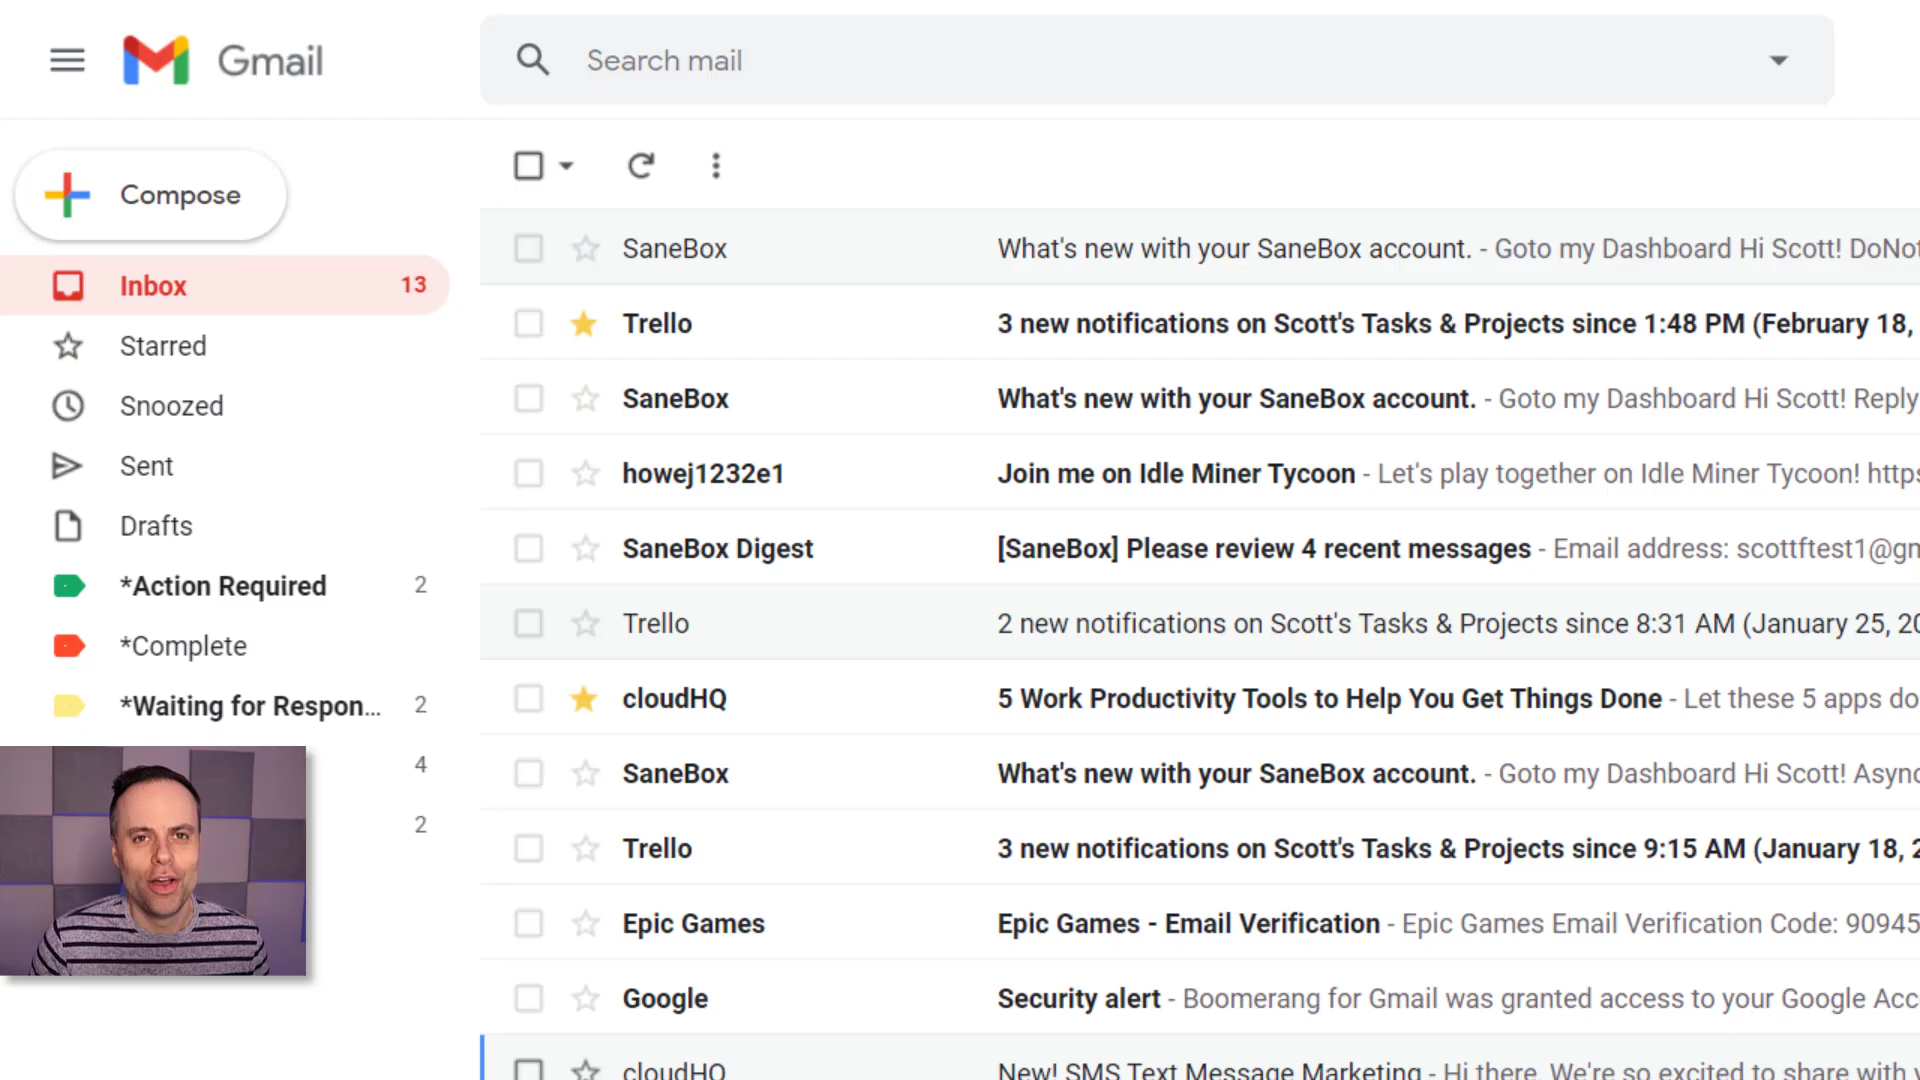 Gmail
Search mail
Compose
Inbox 13
Starred
Snoozed
Sent
Drafts
*Action Required 2
*Complete
*Waiting for Respon... 2
4
2
SaneBox What's new with your SaneBox account. - Goto my Dashboard Hi Scott! DoNot
Trello 3 new notifications on Scott's Tasks & Projects since 1:48 PM (February 18,
SaneBox What's new with your SaneBox account. - Goto my Dashboard Hi Scott! Reply
howej1232e1 Join me on Idle Miner Tycoon - Let's play together on Idle Miner Tycoon! https
SaneBox Digest [SaneBox] Please review 4 recent messages - Email address: scottftest1@gm
Trello 2 new notifications on Scott's Tasks & Projects since 8:31 AM (January 25, 20
cloudHQ 5 Work Productivity Tools to Help You Get Things Done - Let these 5 apps do
SaneBox What's new with your SaneBox account. - Goto my Dashboard Hi Scott! Async
Trello 3 new notifications on Scott's Tasks & Projects since 9:15 AM (January 18, 2
Epic Games Epic Games - Email Verification - Epic Games Email Verification Code: 90945
Google Security alert - Boomerang for Gmail was granted access to your Google Acc
cloudHQ New! SMS Text Message Marketing - Hi there, We're so excited to share with